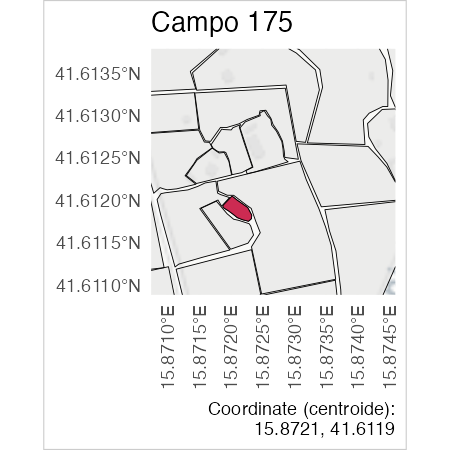 Campo 175
41.6135°N
41.6130°N
41.6125°N
41.6120°N
41.6115°N
41.6110°N
15.8710°E
15.8715°E
15.8720°E
15.8725°E
15.8730°E
15.8735°E
15.8740°E
15.8745°E
Coordinate (centroide):
15.8721, 41.6119